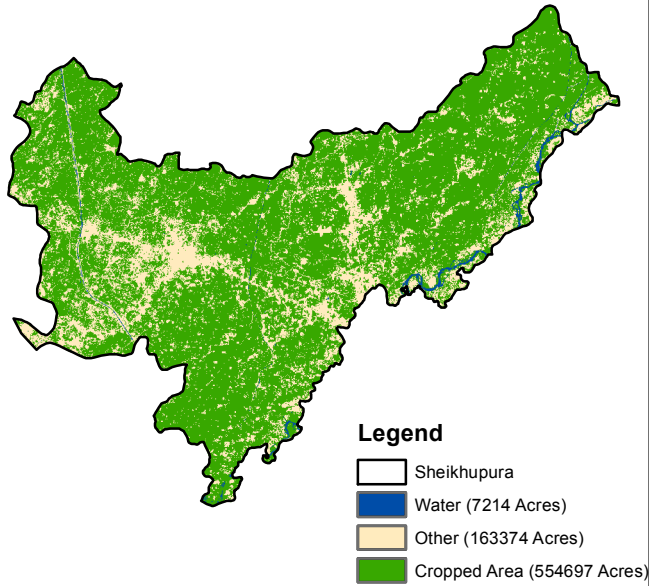 Legend
Sheikhupura
Water (7214 Acres)
Other (163374 Acres)
Cropped Area (554697 Acres)